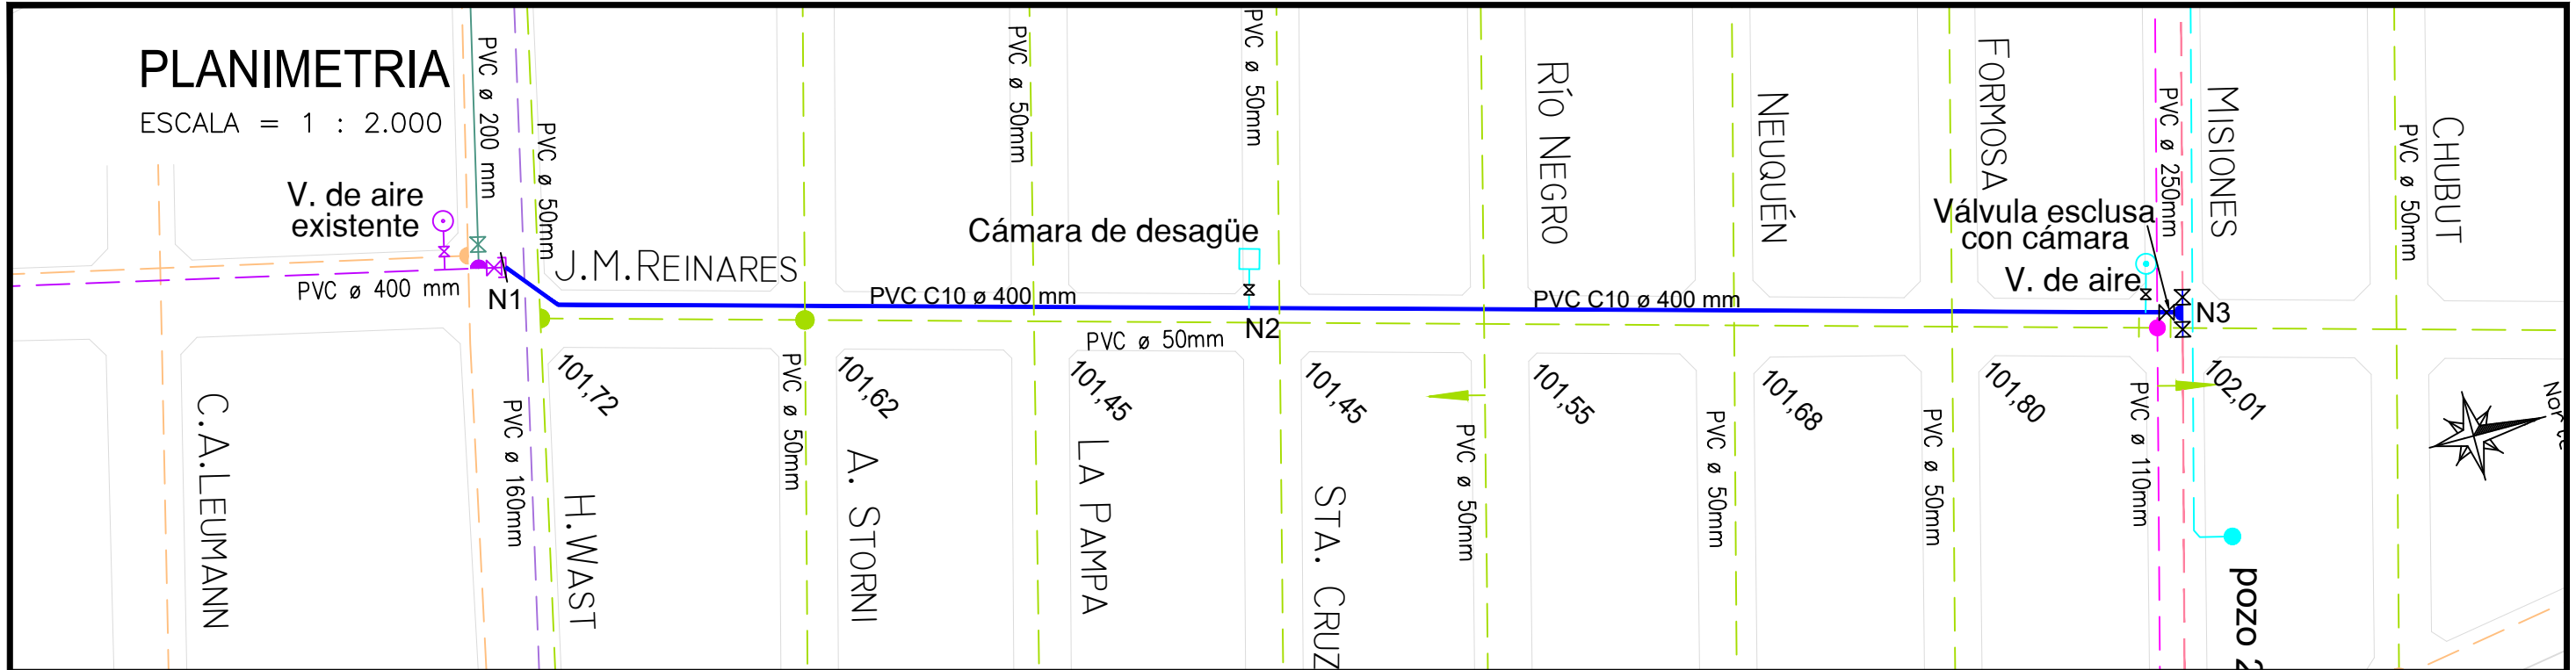 PLANIMETRIA
ESCALA = 1 : 2.000
V. de aire
existente
PVC ø 400 mm
N1
PVC ø 200 mm
PVC ø 50mm
J.M.REINARES
PVC C10 ø 400 mm
Cámara de desagüe
N2
PVC ø 50mm
PVC ø 50mm
PVC ø 50mm
PVC C10 ø 400 mm
RÍO NEGRO
NEUQUÉN
FORMOSA
Válvula esclusa
con cámara
V. de aire
PVC ø 250mm
MISIONES
N3
PVC ø 50mm
CHUBUT
C.A.LEUMANN
PVC ø 160mm
H.WAST
101,72
PVC ø 50mm
101,62
A. STORNI
101,45
LA PAMPA
101,45
STA. CRUZ
PVC ø 50mm
101,55
PVC ø 50mm
101,68
PVC ø 50mm
101,80
PVC ø 110mm
102,01
pozo 2